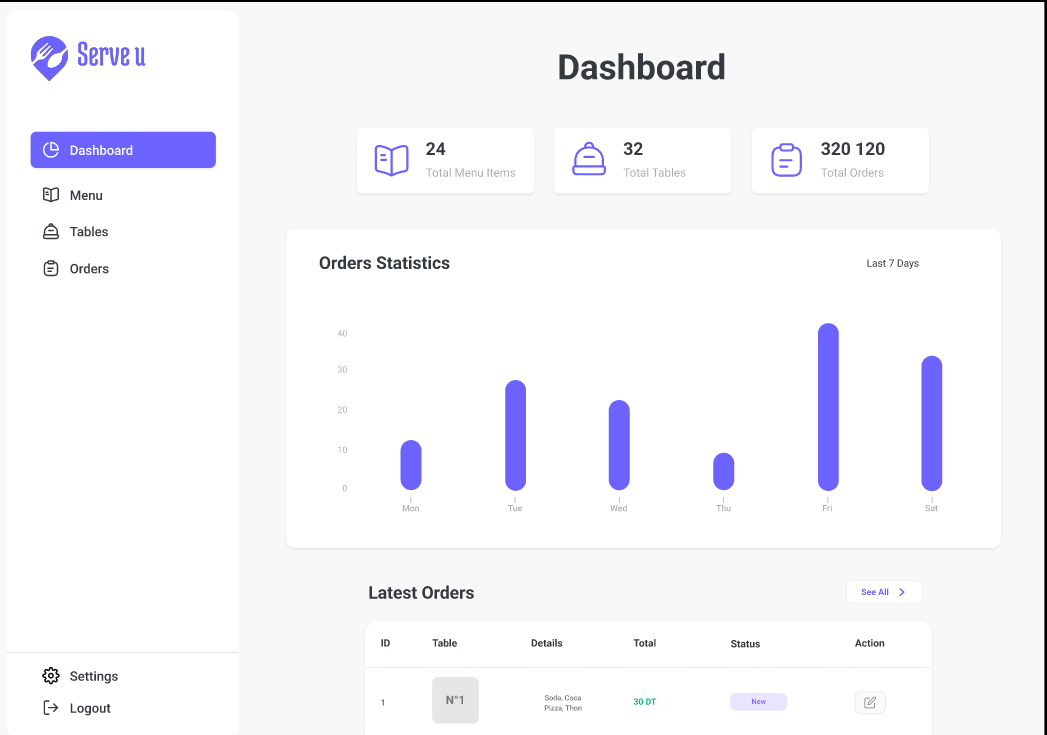 Serve u
Dashboard
Menu
Tables
Orders
Settings
Logout
Dashboard
24
Total Menu Items
32
Total Tables
320 120
Total Orders
Orders Statistics
Last 7 Days
40
30
20
10
0
Mon
Tue
Wed
Thu
Fri
Sat
Latest Orders
See All
ID
Table
Details
Total
Status
Action
1
N°1
Soda, Coca
Pizza, Thon
30 DT
New